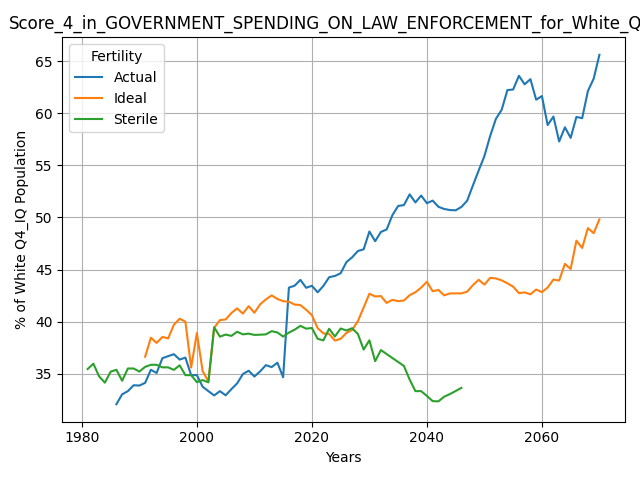 Score_4_in_GOVERNMENT_SPENDING_ON_LAW_ENFORCEMENT_for_White_Q
Fertility
Actual
Ideal
Sterile
% of White Q4_IQ Population
65
60
55
50
45
40
35
1980 2000 2020 2040 2060
Years